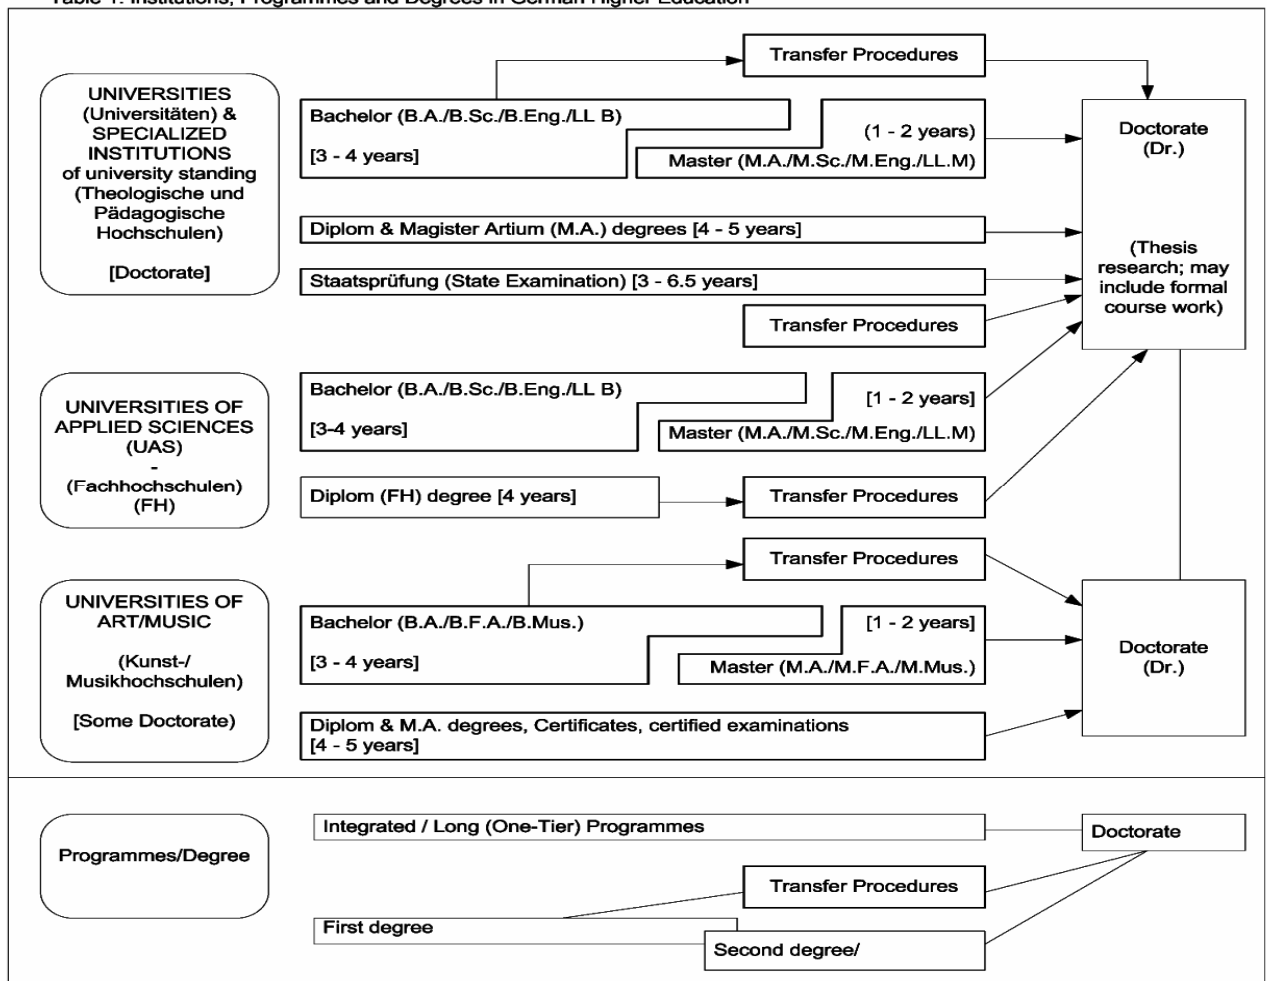 Table 1: Institutions, Programmes and Degrees in German Higher Education
Transfer Procedures
UNIVERSITIES
(Universitäten) &
SPECIALIZED
INSTITUTIONS
of university standing
(Theologische und
Pädagogische
Hochschulen)
[Doctorate]
Bachelor (B.A./B.Sc./B.Eng./LL B)
[3 - 4 years]
(1 - 2 years)
Master (M.A./M.Sc./M.Eng./LL.M)
Doctorate
(Dr.)
Diplom & Magister Artium (M.A.) degrees [4 - 5 years]
(Thesis
research; may
include formal
course work)
Staatsprüfung (State Examination) [3 - 6.5 years]
Transfer Procedures
UNIVERSITIES OF
APPLIED SCIENCES
(UAS)
-
(Fachhochschulen)
(FH)
Bachelor (B.A./B.Sc./B.Eng./LL B)
[3-4 years]
[1 - 2 years]
Master (M.A./M.Sc./M.Eng./LL.M)
Diplom (FH) degree [4 years]
Transfer Procedures
Transfer Procedures
UNIVERSITIES OF
ART/MUSIC
(Kunst-/
Musikhochschulen)
[Some Doctorate)
Bachelor (B.A./B.F.A./B.Mus.)
[3 - 4 years]
[1 - 2 years]
Master (M.A./M.F.A./M.Mus.)
Doctorate
(Dr.)
Diplom & M.A. degrees, Certificates, certified examinations
[4 - 5 years]
Programmes/Degree
Integrated / Long (One-Tier) Programmes
Doctorate
Transfer Procedures
First degree
Second degree/